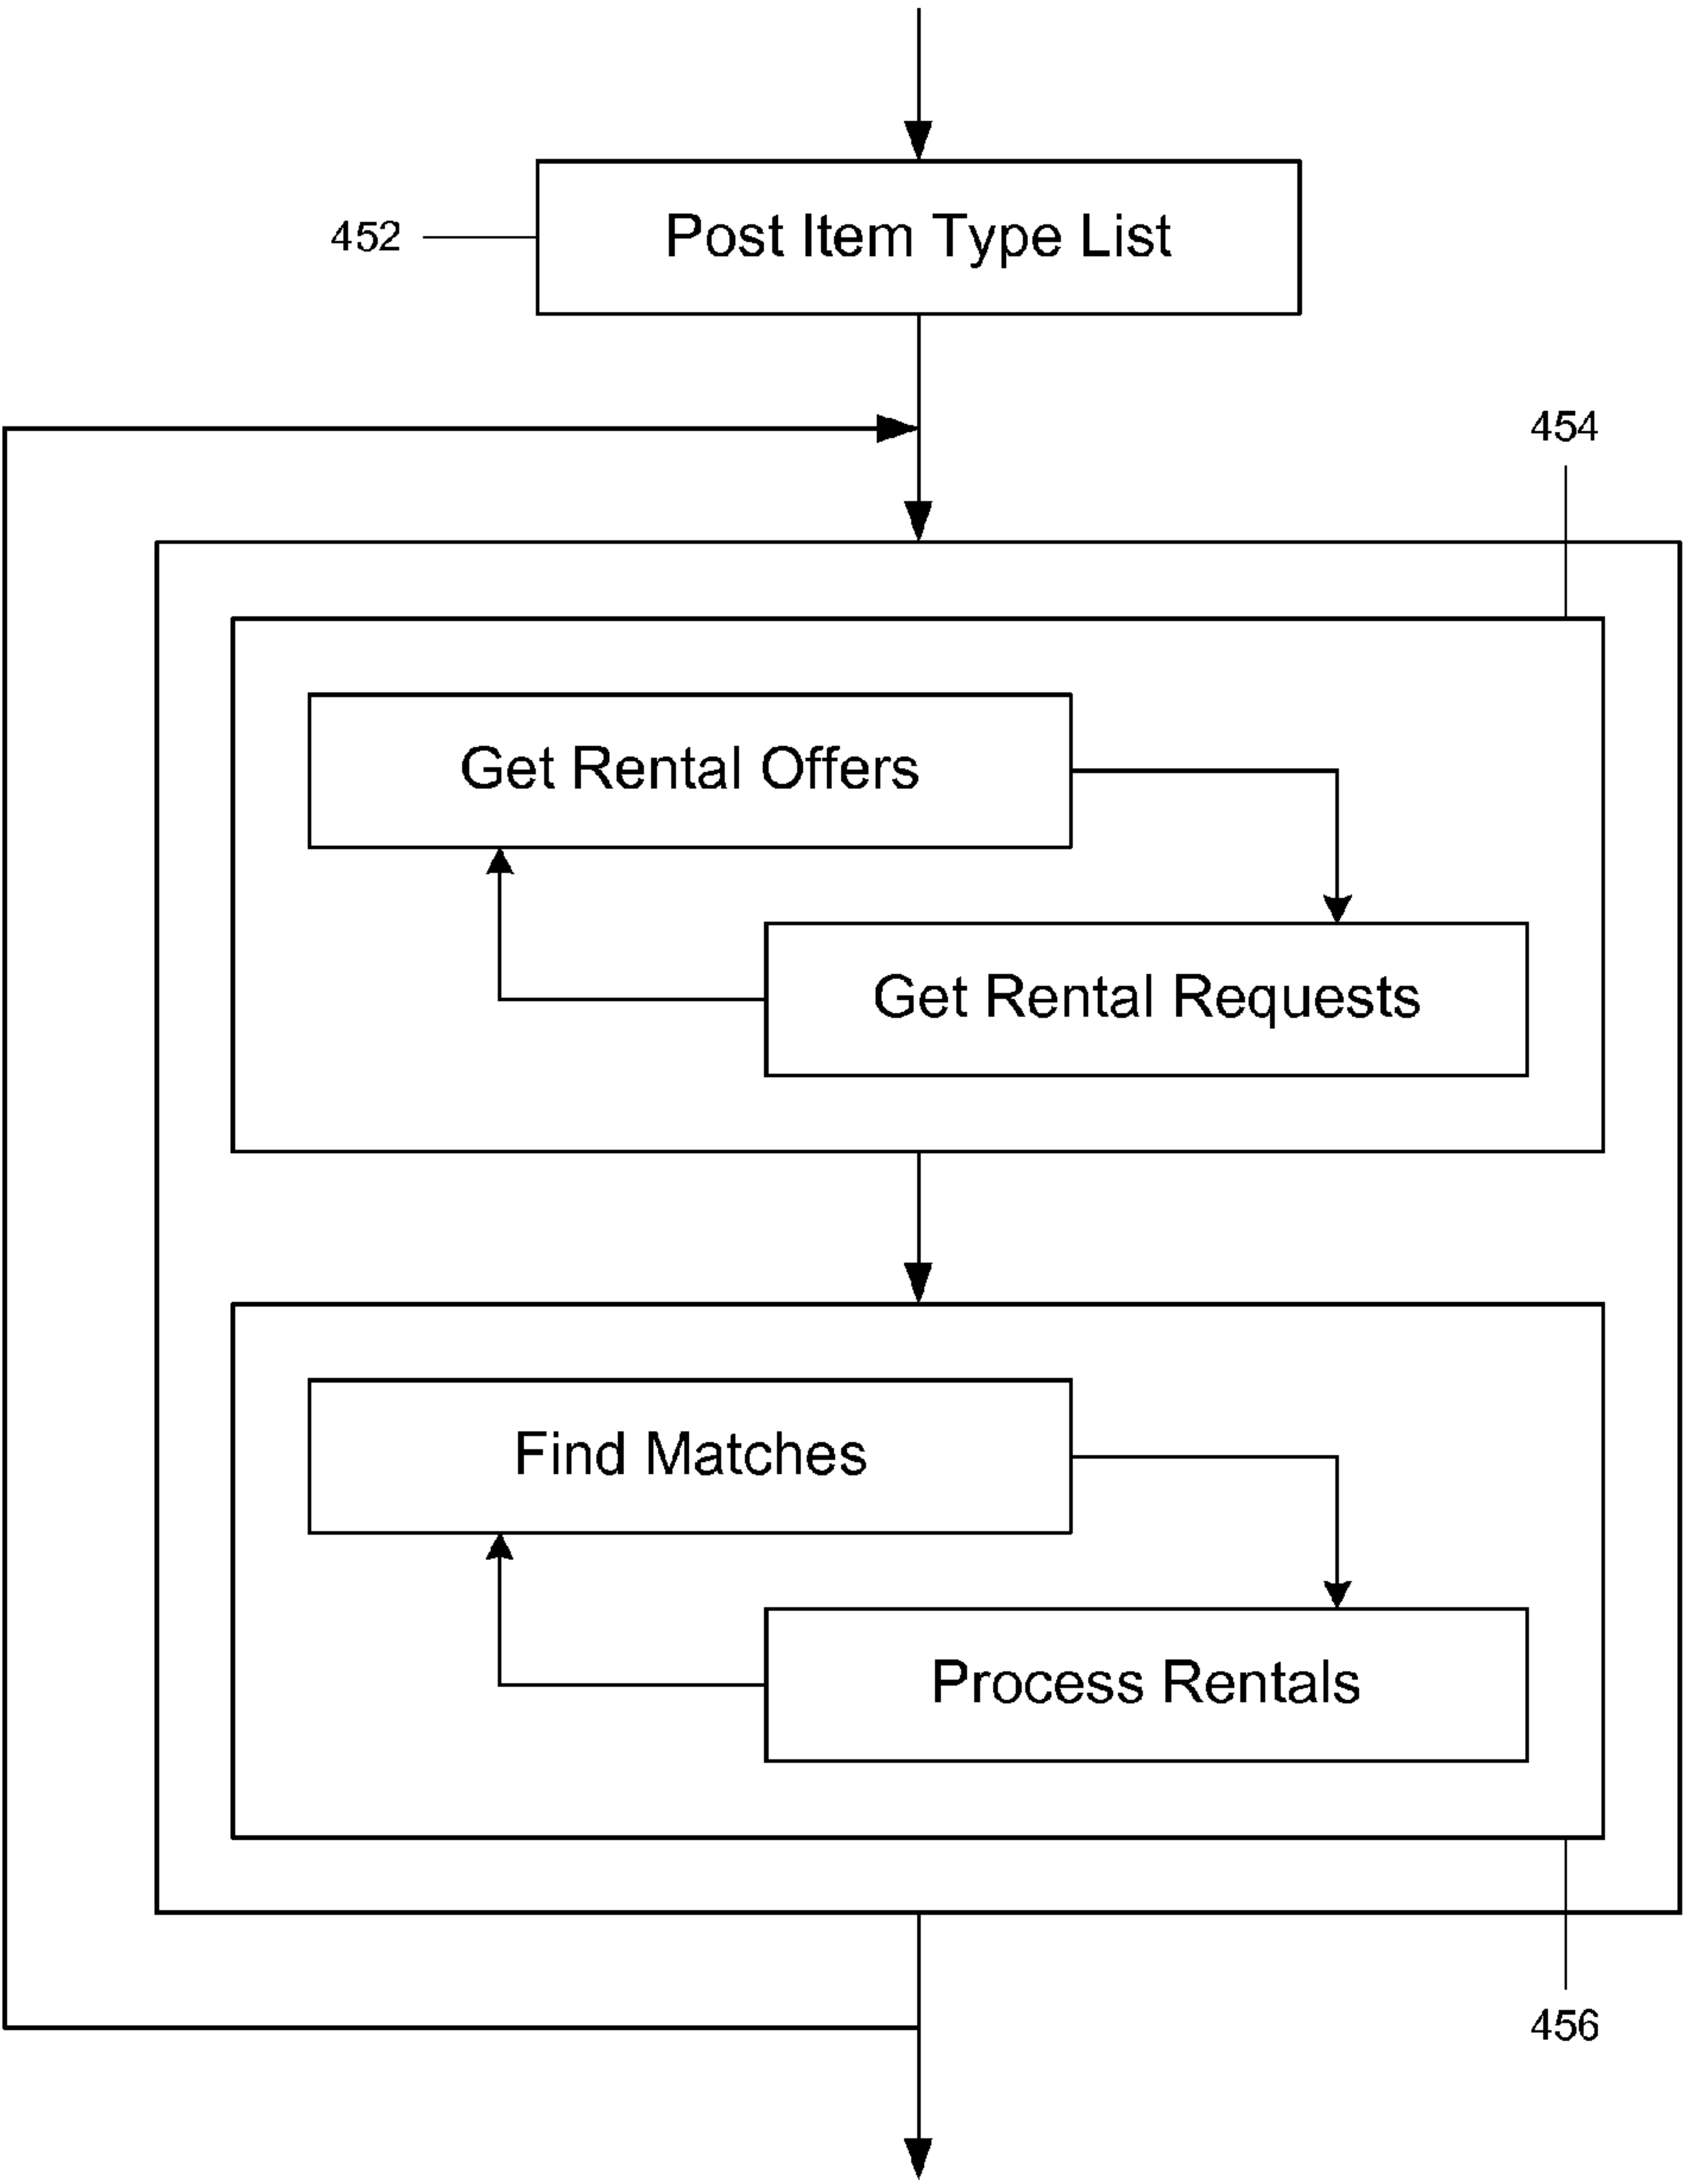 452
Post Item Type List
454
Get Rental Offers
Get Rental Requests
Find Matches
Process Rentals
456